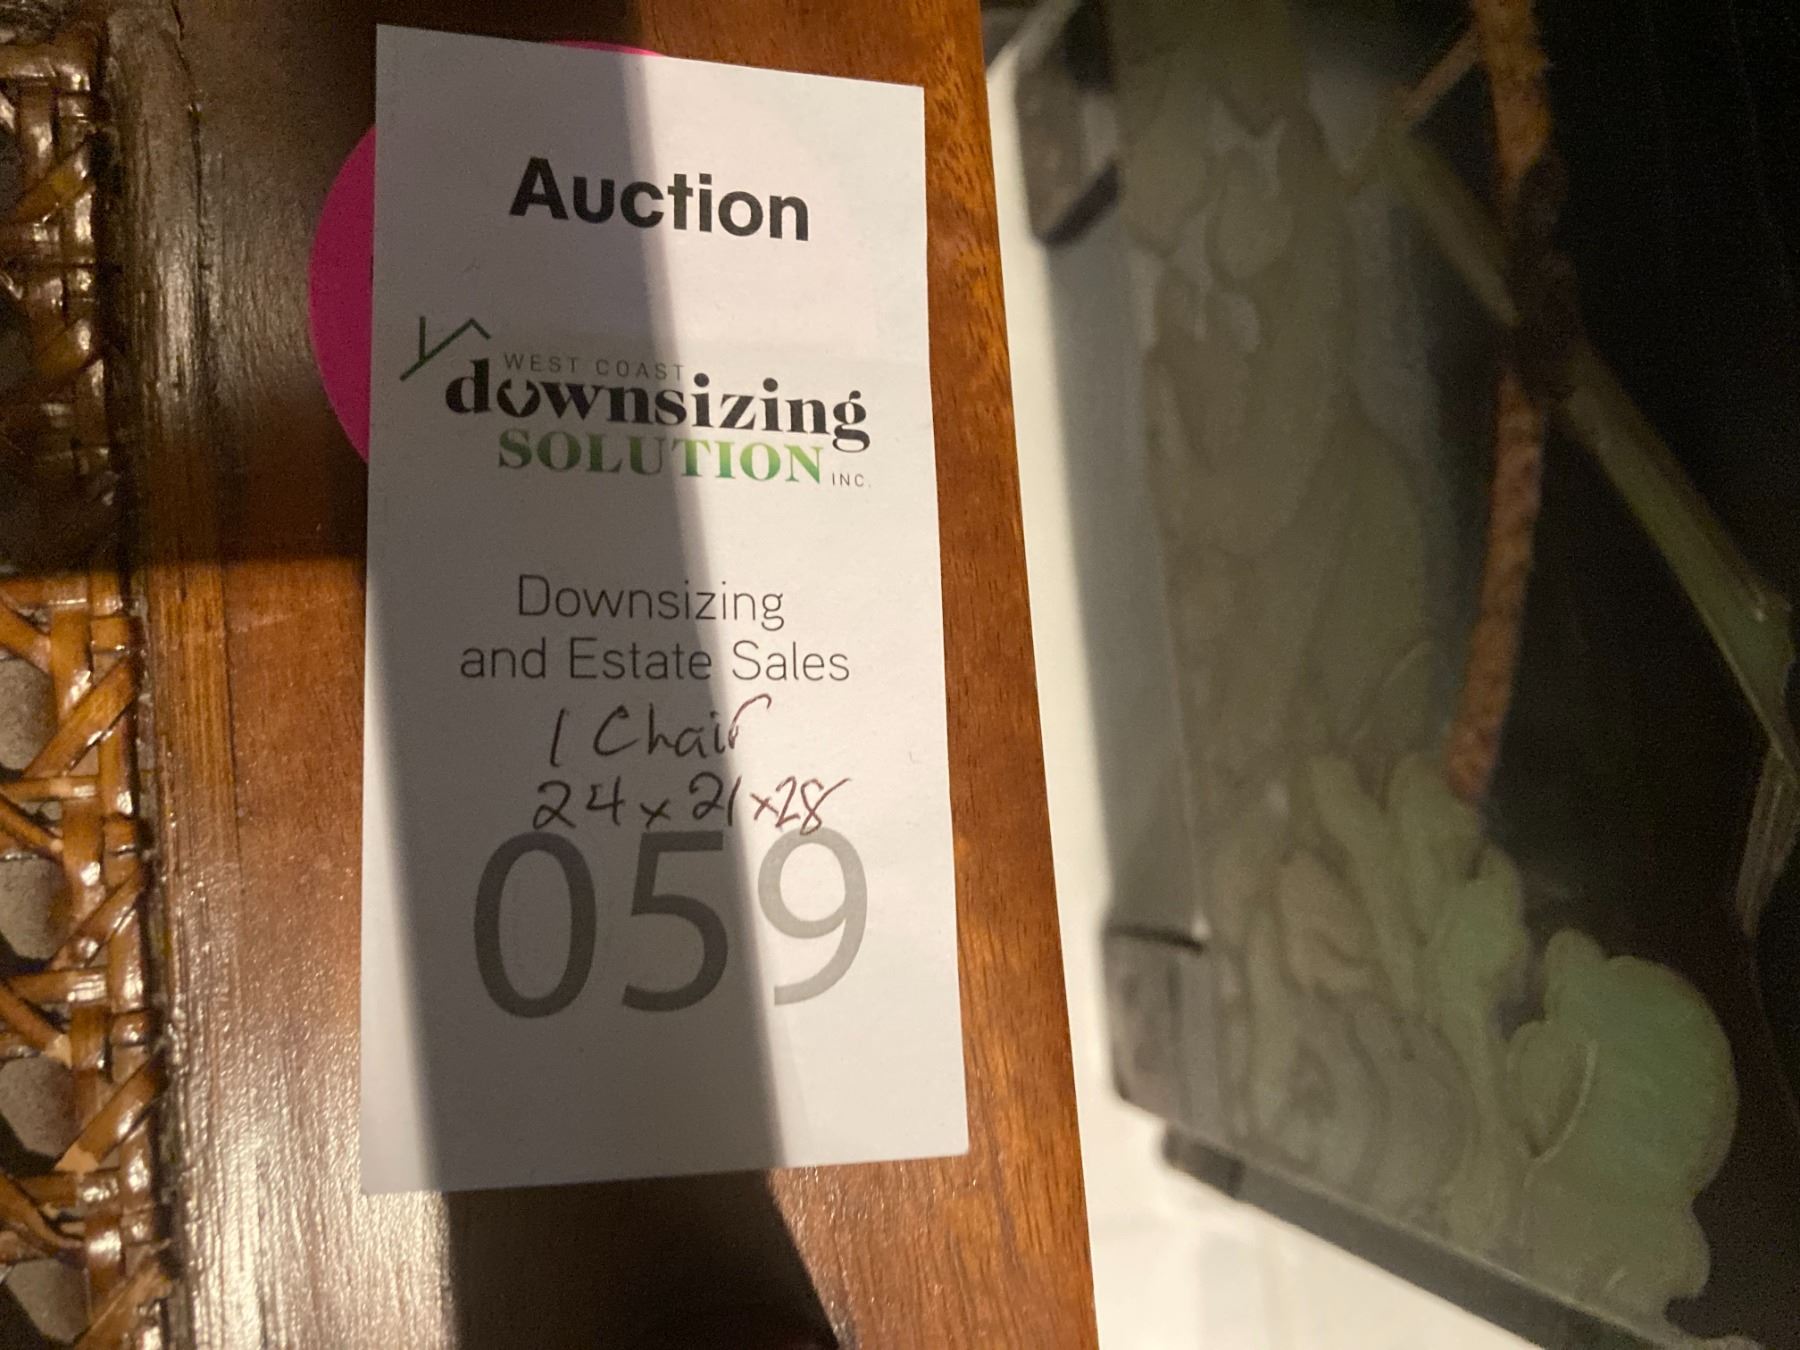 Auction
WEST COAST
downsizing
SOLUTION INC.
Downsizing
and Estate Sales
1 Chair
24 x 21 x 28
059